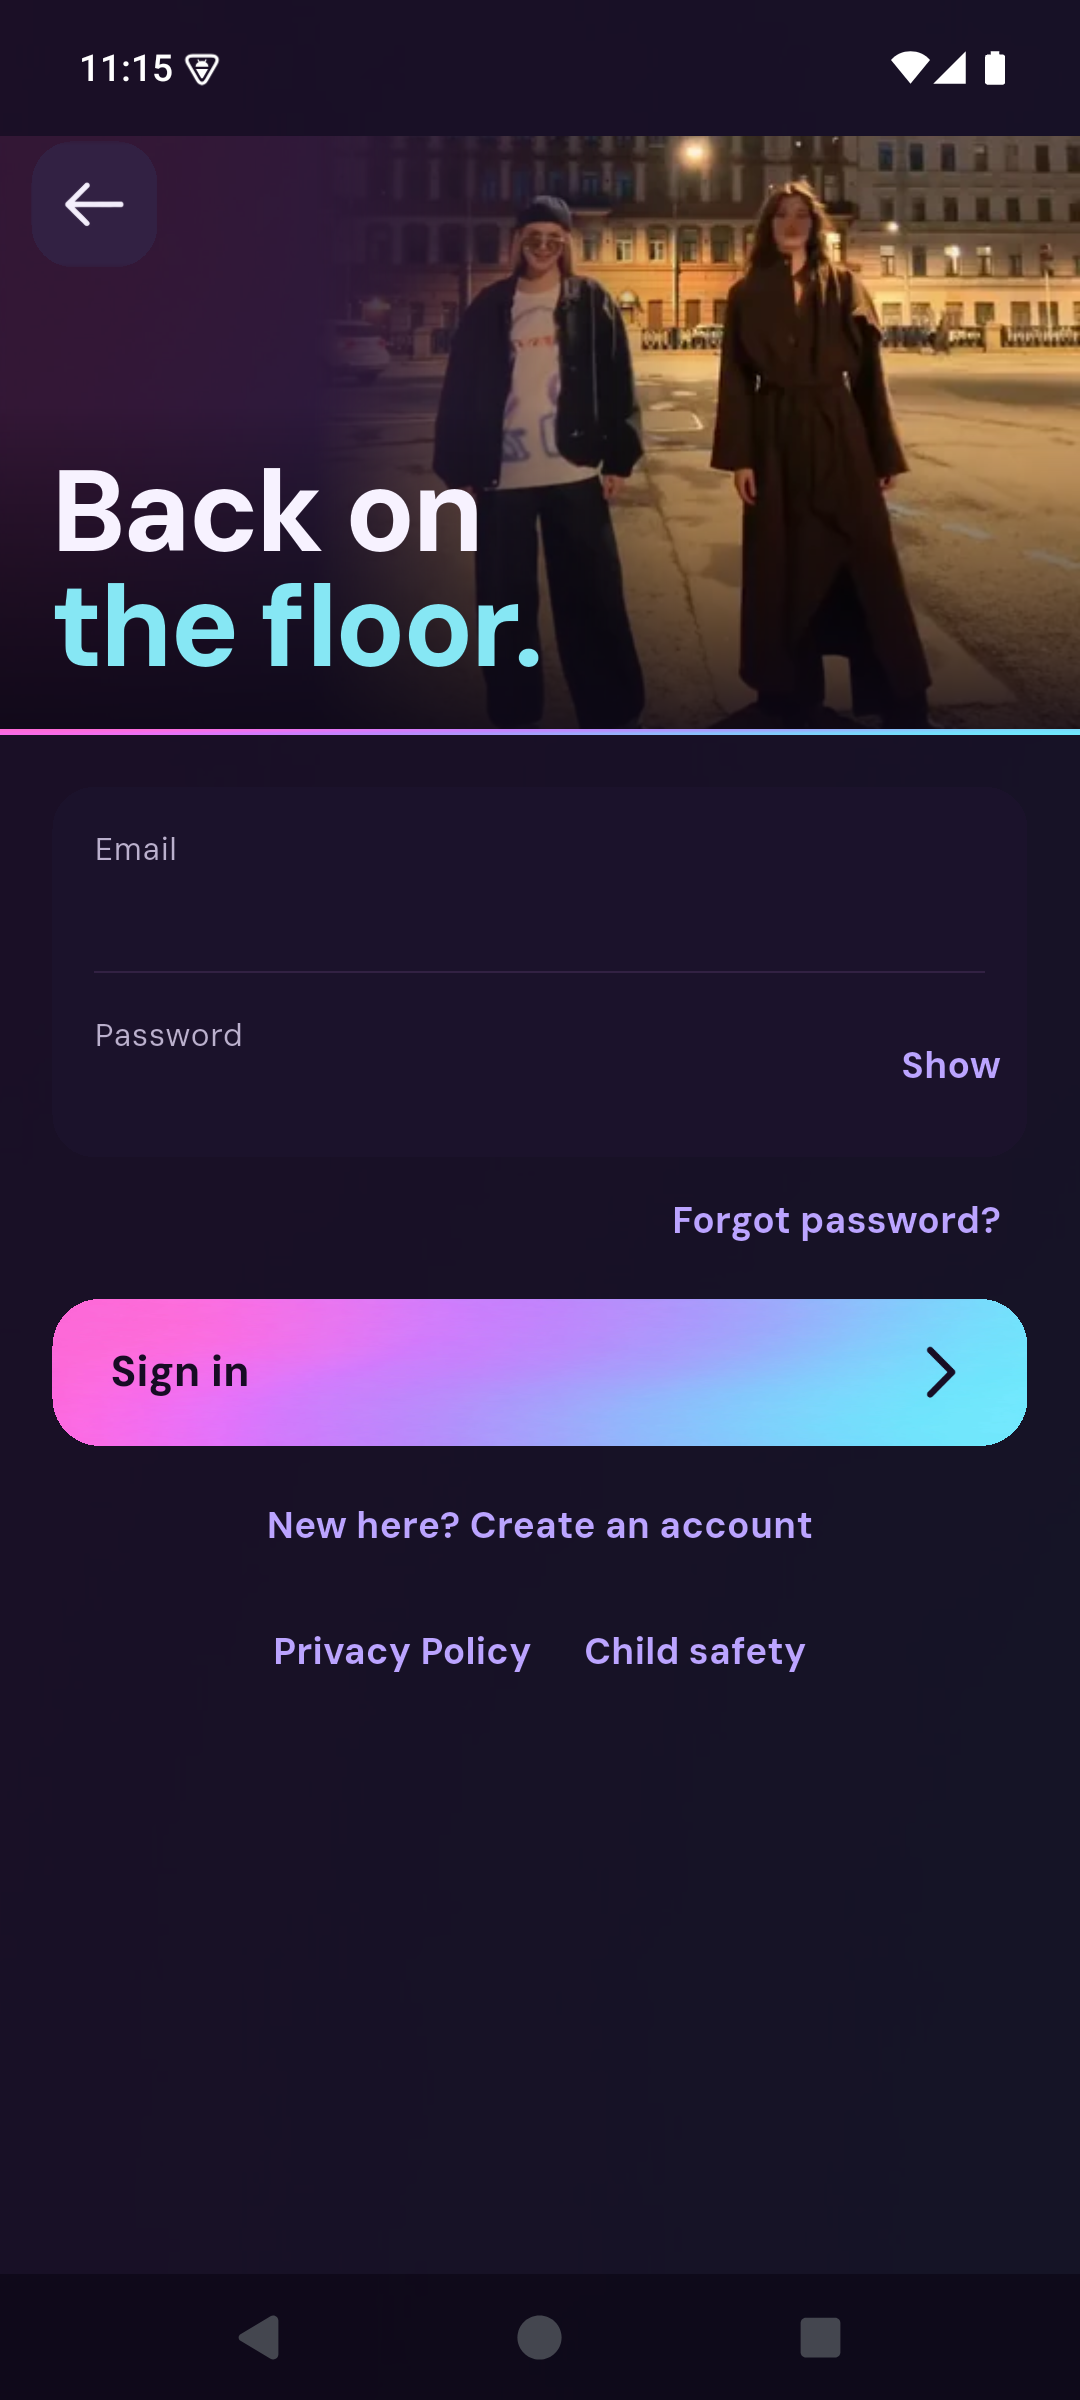 11:15
Back on
the floor.
Email
Password
Show
Forgot password?
Sign in
New here? Create an account
Privacy Policy Child safety